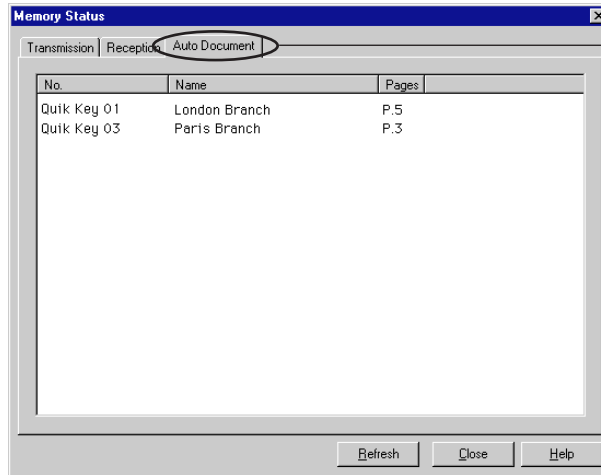 Memory Status
Transmission Reception Auto Document
No. Name Pages
Quik Key 01 London Branch P.5
Quik Key 03 Paris Branch P.3
Refresh Close Help